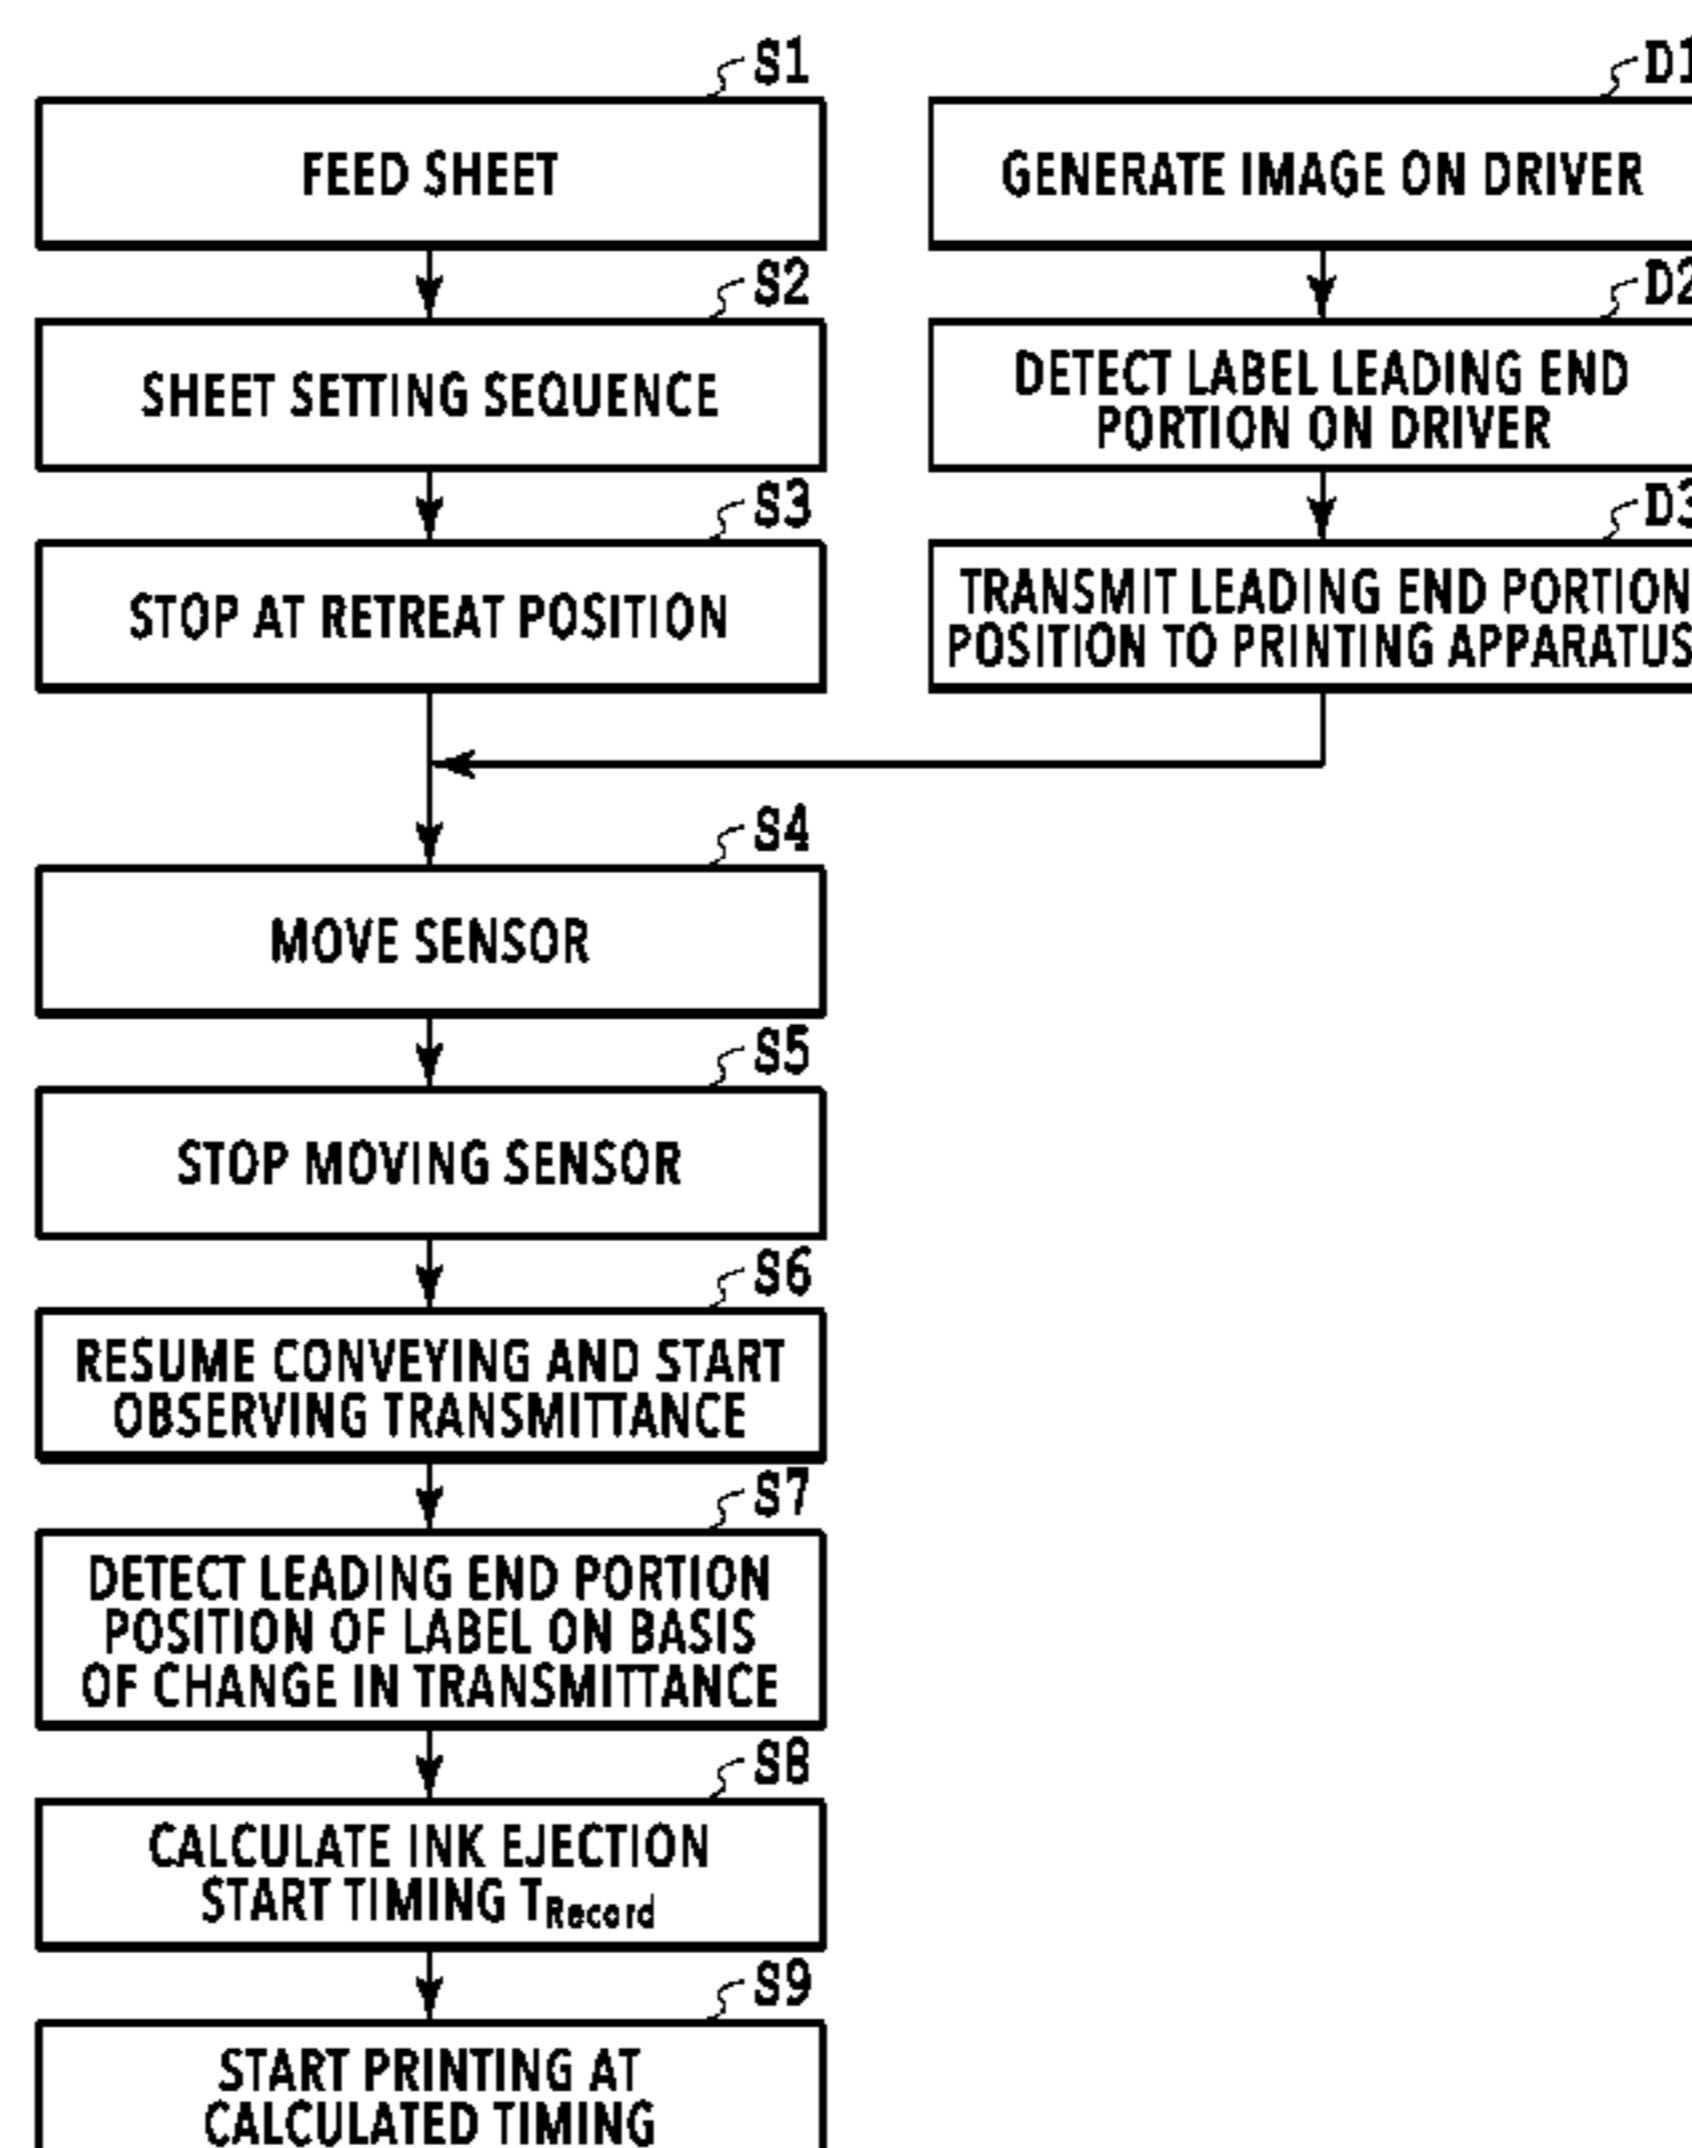 S1
FEED SHEET
S2
SHEET SETTING SEQUENCE
S3
STOP AT RETREAT POSITION
D1
GENERATE IMAGE ON DRIVER
D2
DETECT LABEL LEADING END
PORTION ON DRIVER
D3
TRANSMIT LEADING END PORTION
POSITION TO PRINTING APPARATUS
S4
MOVE SENSOR
S5
STOP MOVING SENSOR
S6
RESUME CONVEYING AND START
OBSERVING TRANSMITTANCE
S7
DETECT LEADING END PORTION
POSITION OF LABEL ON BASIS
OF CHANGE IN TRANSMITTANCE
S8
CALCULATE INK EJECTION
START TIMING TRecord
S9
START PRINTING AT
CALCULATED TIMING